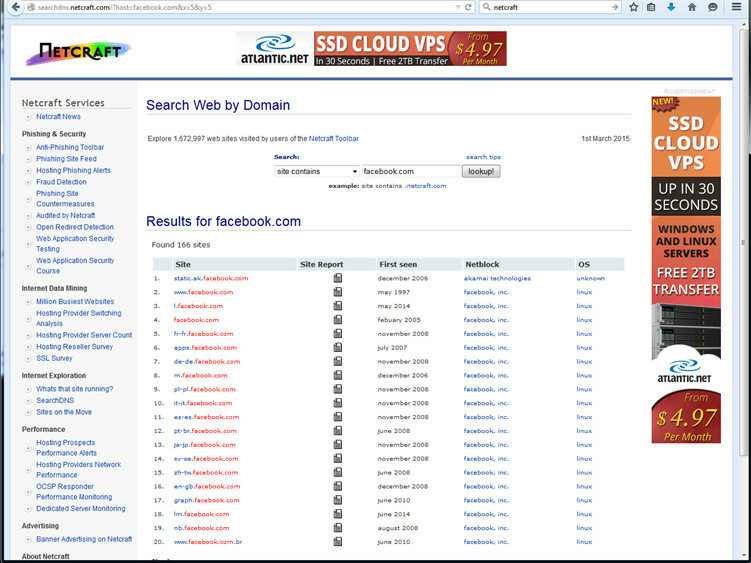 searchdns.netcraft.com/?host=facebook.com&x=5&y=5
netcraft
NETCRAFT
ATLANTIC.NET
SSD CLOUD VPS
In 30 Seconds | Free 2TB Transfer
From
$4.97
Per Month
Netcraft Services
Netcraft News
Phishing & Security
Anti-Phishing Toolbar
Phishing Site Feed
Hosting Phishing Alerts
Fraud Detection
Phishing Site
Countermeasures
Audited by Netcraft
Open Redirect Detection
Web Application Security
Testing
Web Application Security
Course
Internet Data Mining
Million Busiest Websites
Hosting Provider Switching
Analysis
Hosting Provider Server Count
Hosting Reseller Survey
SSL Survey
Internet Exploration
Whats that site running?
SearchDNS
Sites on the Move
Performance
Hosting Prospects
Performance Alerts
Hosting Providers Network
Performance
OCSP Responder
Performance Monitoring
Dedicated Server Monitoring
Advertising
Banner Advertising on Netcraft
About Netcraft
Search Web by Domain
Explore 1,672,997 web sites visited by users of the Netcraft Toolbar 1st March 2015
Search: search tips
site contains facebook.com lookup!
example: site contains .netcraft.com
Results for facebook.com
Found 166 sites
Site Site Report First seen Netblock OS
1. static.ak.facebook.com december 2006 akamai technologies unknown
2. www.facebook.com may 1997 facebook, inc. linux
3. l.facebook.com may 2014 facebook, inc. linux
4. facebook.com febuary 2005 facebook, inc. linux
5. fr-fr.facebook.com november 2008 facebook, inc. linux
6. apps.facebook.com july 2007 facebook, inc. linux
7. de-de.facebook.com november 2008 facebook, inc. linux
8. m.facebook.com december 2006 facebook, inc. linux
9. pl-pl.facebook.com november 2008 facebook, inc. linux
10. it-it.facebook.com november 2008 facebook, inc. linux
11. es-es.facebook.com november 2008 facebook, inc. linux
12. pt-br.facebook.com june 2008 facebook, inc. linux
13. ja-jp.facebook.com november 2008 facebook, inc. linux
14. sv-se.facebook.com november 2008 facebook, inc. linux
15. zh-tw.facebook.com june 2008 facebook, inc. linux
16. en-gb.facebook.com december 2008 facebook, inc. linux
17. graph.facebook.com june 2010 facebook, inc. linux
18. lm.facebook.com june 2014 facebook, inc. linux
19. nb.facebook.com august 2008 facebook, inc. linux
20. www.facebook.com.br june 2010 facebook, inc. linux
ADVERTISEMENT
NEW!
SSD
CLOUD
VPS
UP IN 30
SECONDS
WINDOWS
AND LINUX
SERVERS
FREE 2TB
TRANSFER
ATLANTIC.NET
From
$4.97
Per Month